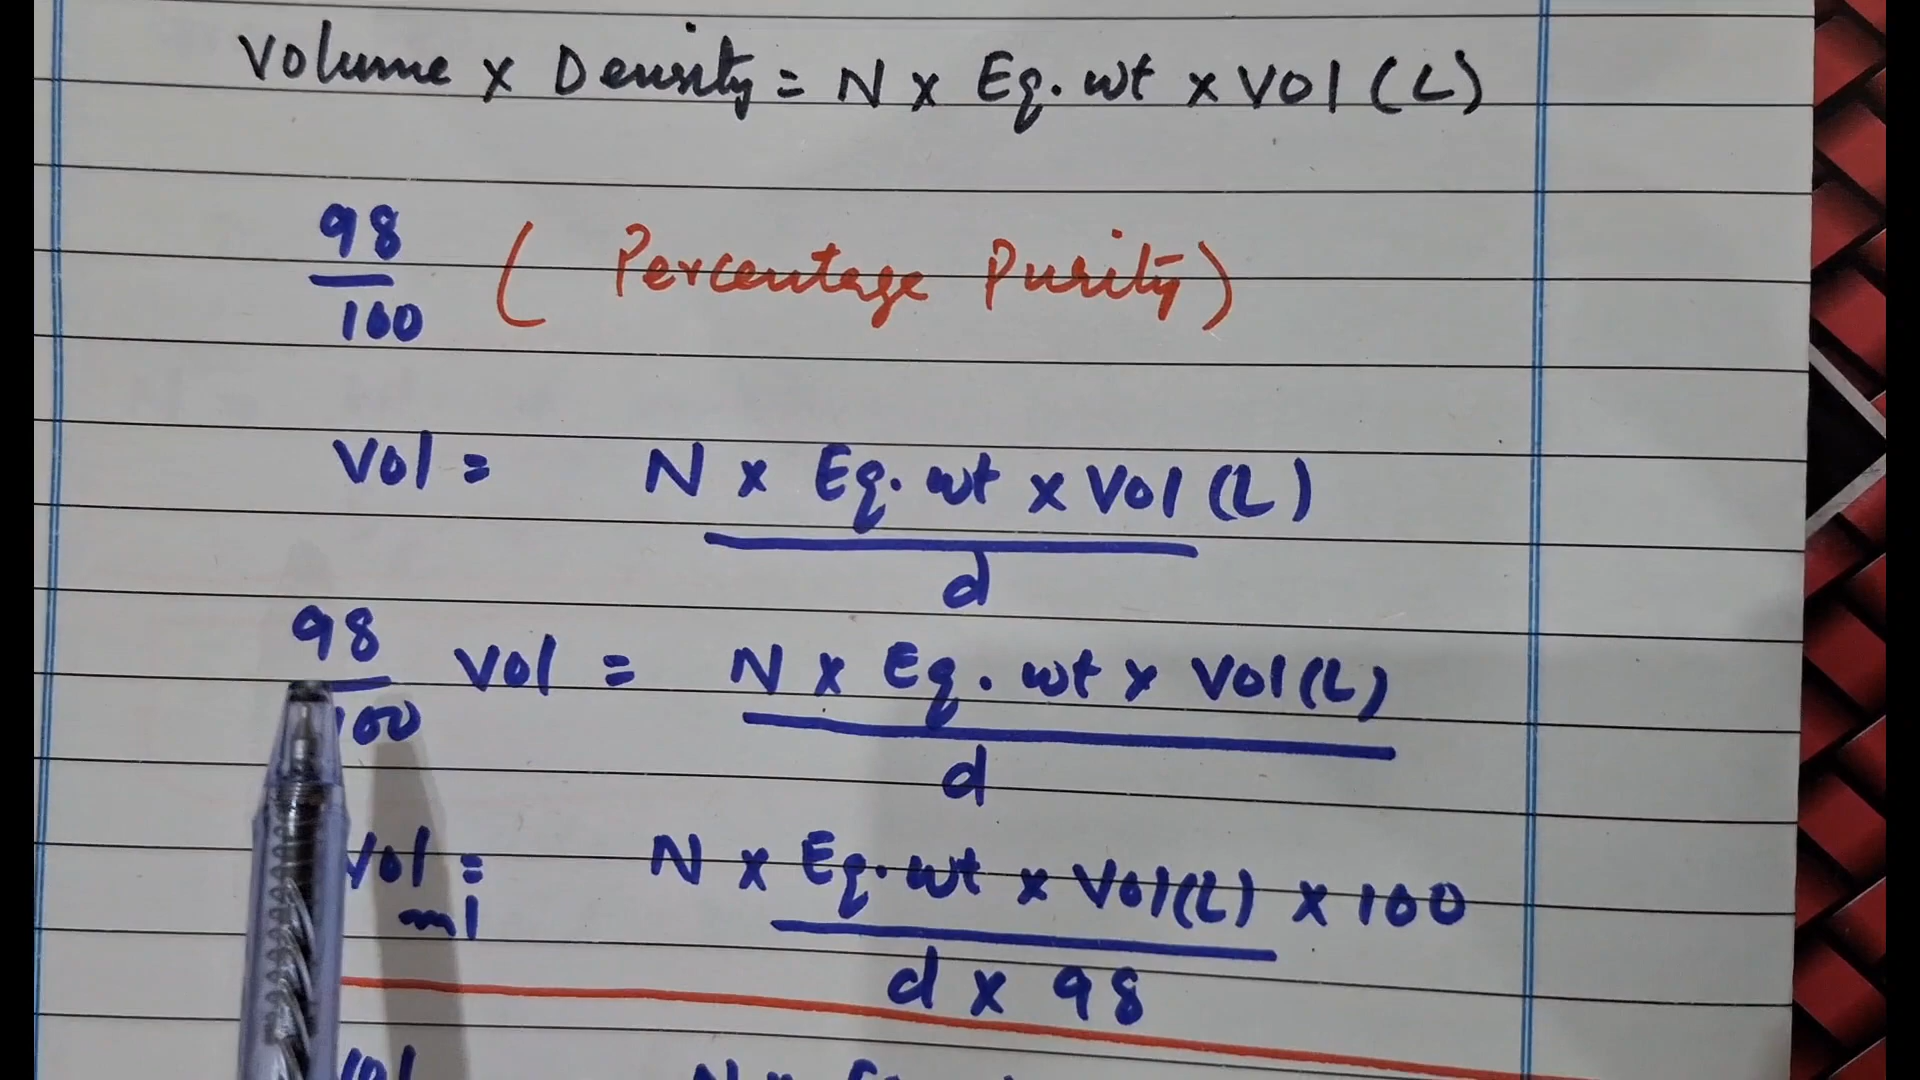 Volume x Density = N x Eq. wt x Vol (L)
98
100
( Percentage Purity)
Vol = N x Eq. wt x Vol (L)
d
98
100
Vol = N x Eq. wt x Vol (L)
d
Vol = N x Eq. wt x Vol (L) x 100
ml
d x 98